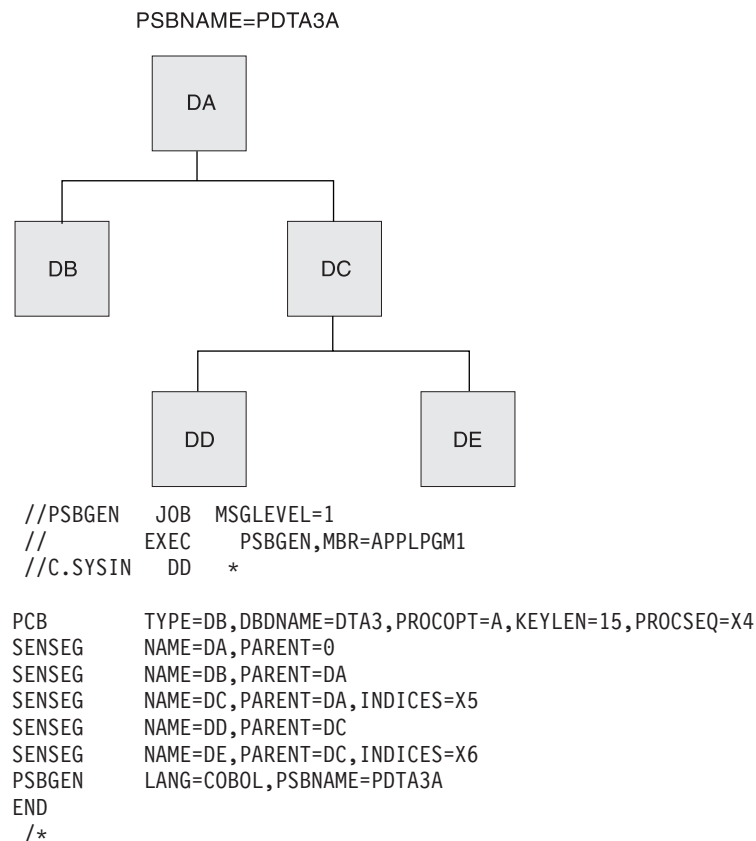 PSBNAME=PDTA3A
DA
DB
DC
DD
DE
//PSBGEN   JOB  MSGLEVEL=1
//         EXEC    PSBGEN,MBR=APPLPGM1
//C.SYSIN   DD   *
PCB        TYPE=DB,DBDNAME=DTA3,PROCOPT=A,KEYLEN=15,PROCSEQ=X4
SENSEG     NAME=DA,PARENT=0
SENSEG     NAME=DB,PARENT=DA
SENSEG     NAME=DC,PARENT=DA,INDICES=X5
SENSEG     NAME=DD,PARENT=DC
SENSEG     NAME=DE,PARENT=DC,INDICES=X6
PSBGEN     LANG=COBOL,PSBNAME=PDTA3A
END
/*